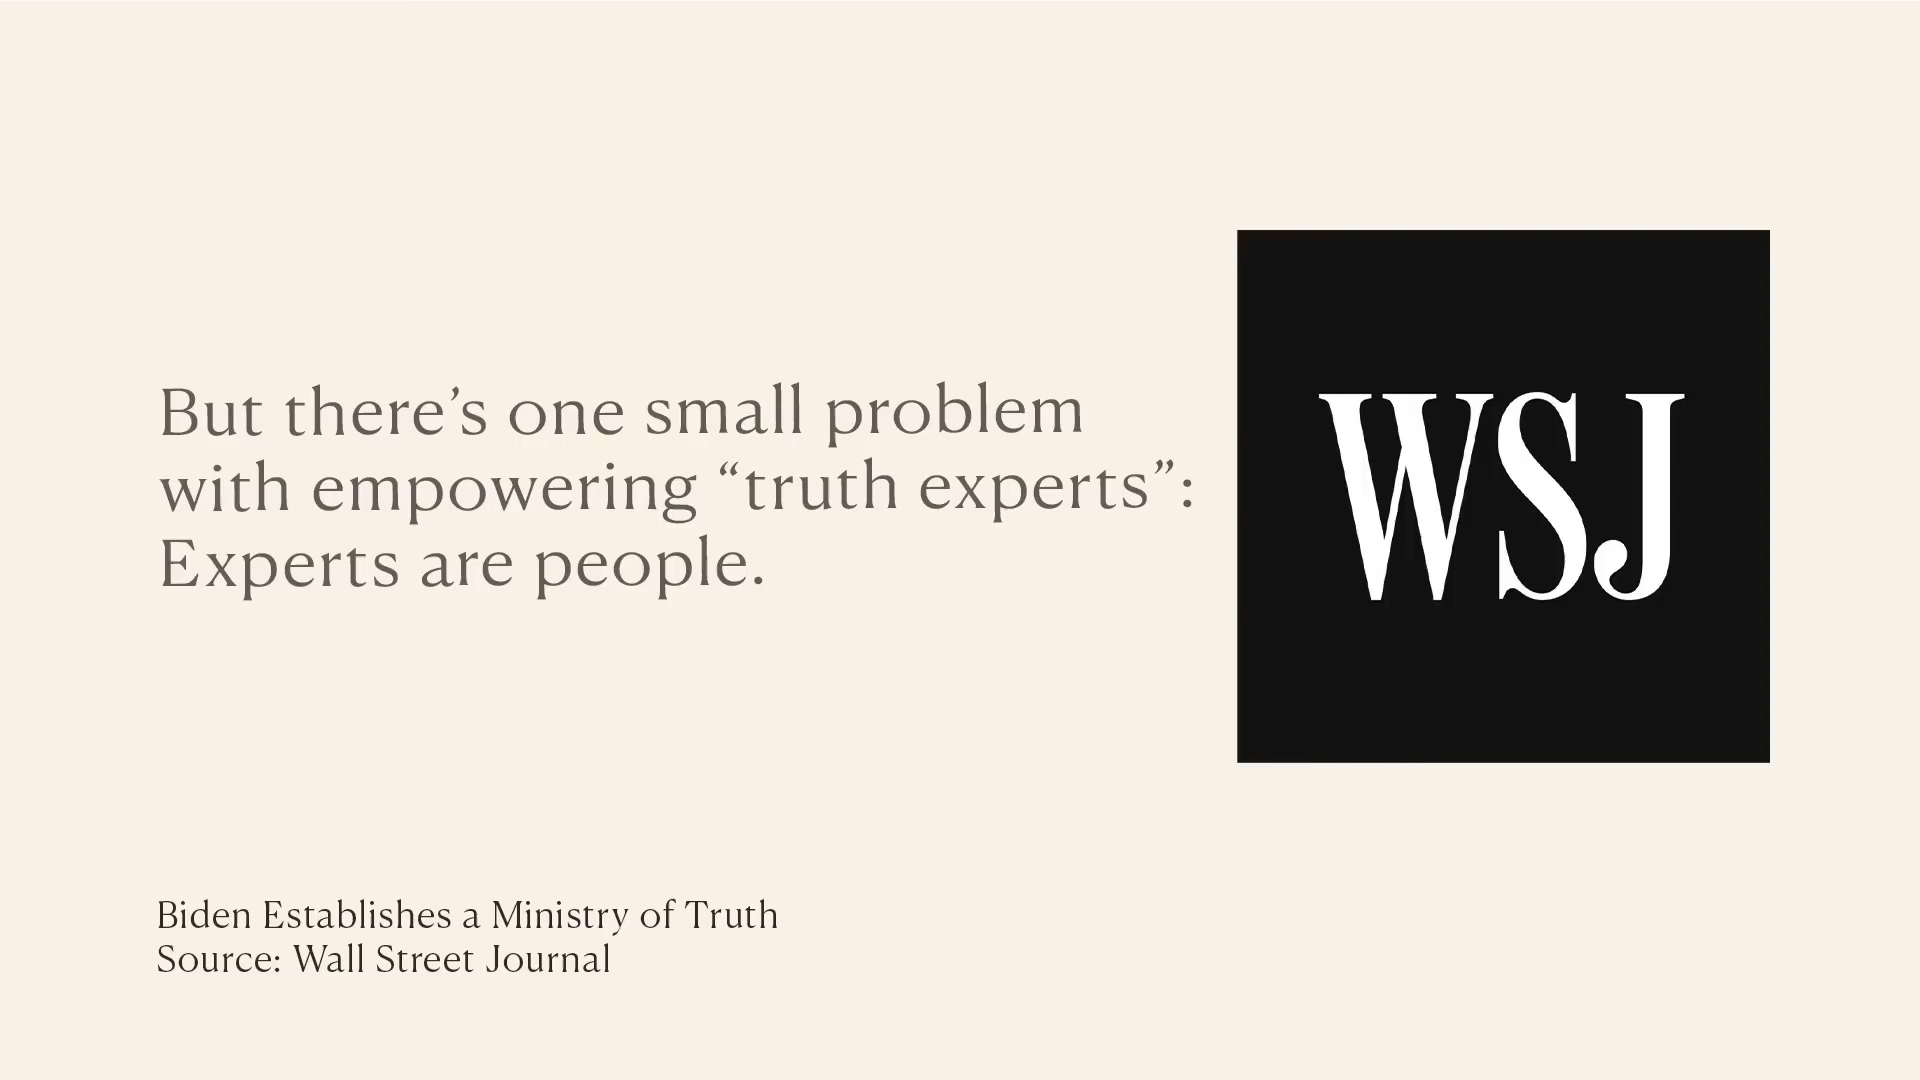 But there’s one small problem
with empowering “truth experts”:
Experts are people.
WSJ
Biden Establishes a Ministry of Truth
Source: Wall Street Journal